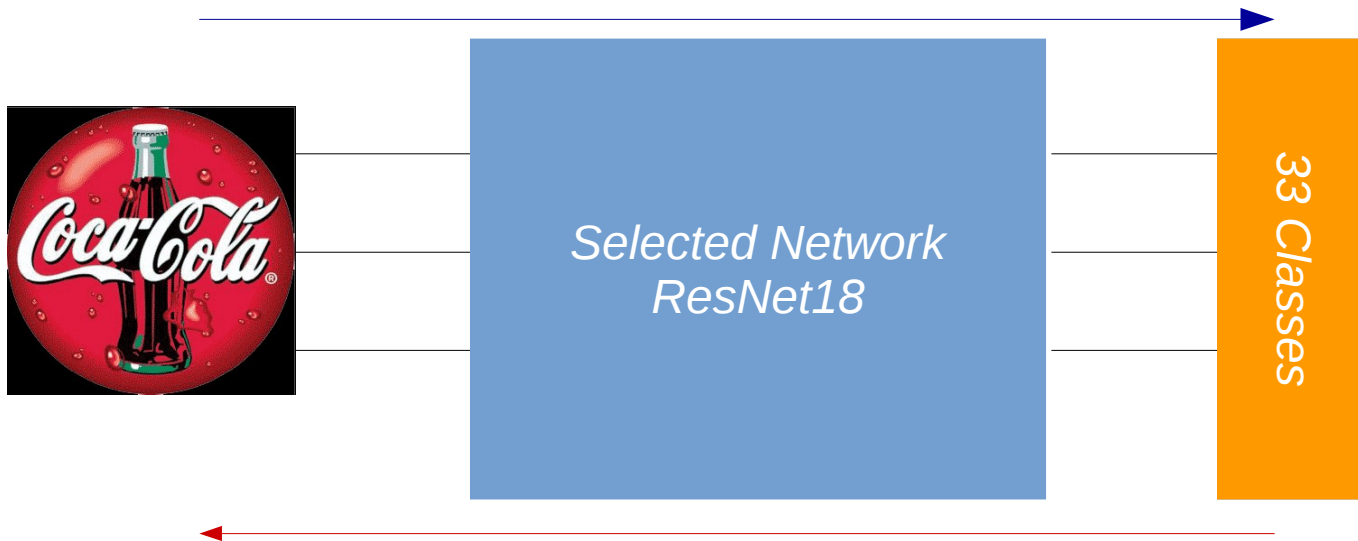 Coca-Cola
®
Selected Network
ResNet18
33 Classes